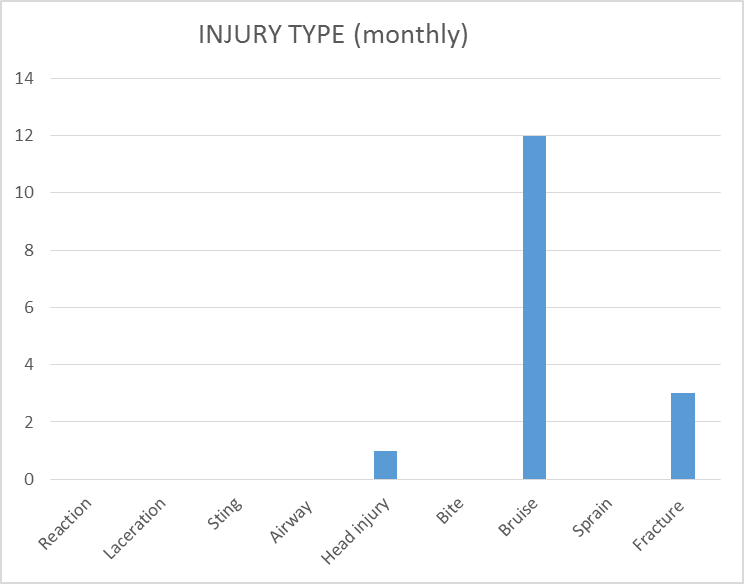 INJURY TYPE (monthly)
14
12
10
8
6
4
2
0
Reaction
Laceration
Sting
Airway
Head injury
Bite
Bruise
Sprain
Fracture